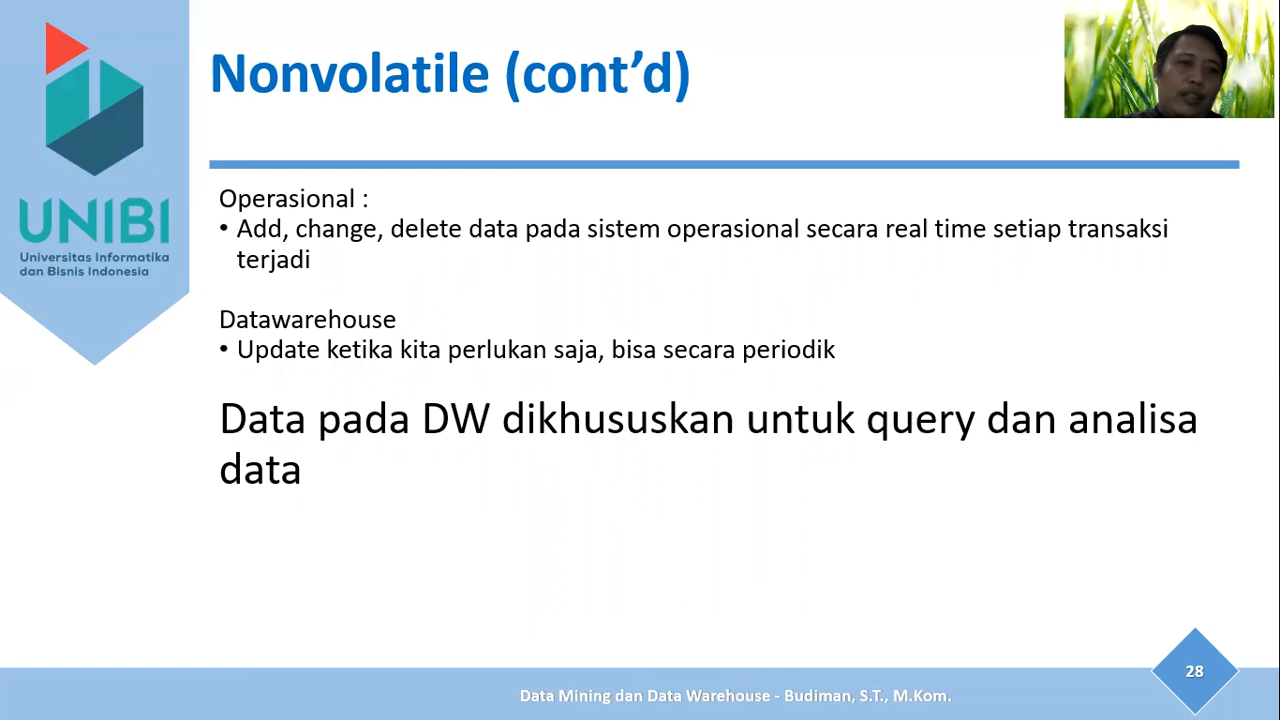 Nonvolatile (cont’d)
UNIBI
Universitas Informatika
dan Bisnis Indonesia
Operasional :
• Add, change, delete data pada sistem operasional secara real time setiap transaksi
terjadi
Datawarehouse
• Update ketika kita perlukan saja, bisa secara periodik
Data pada DW dikhususkan untuk query dan analisa
data
28
Data Mining dan Data Warehouse - Budiman, S.T., M.Kom.